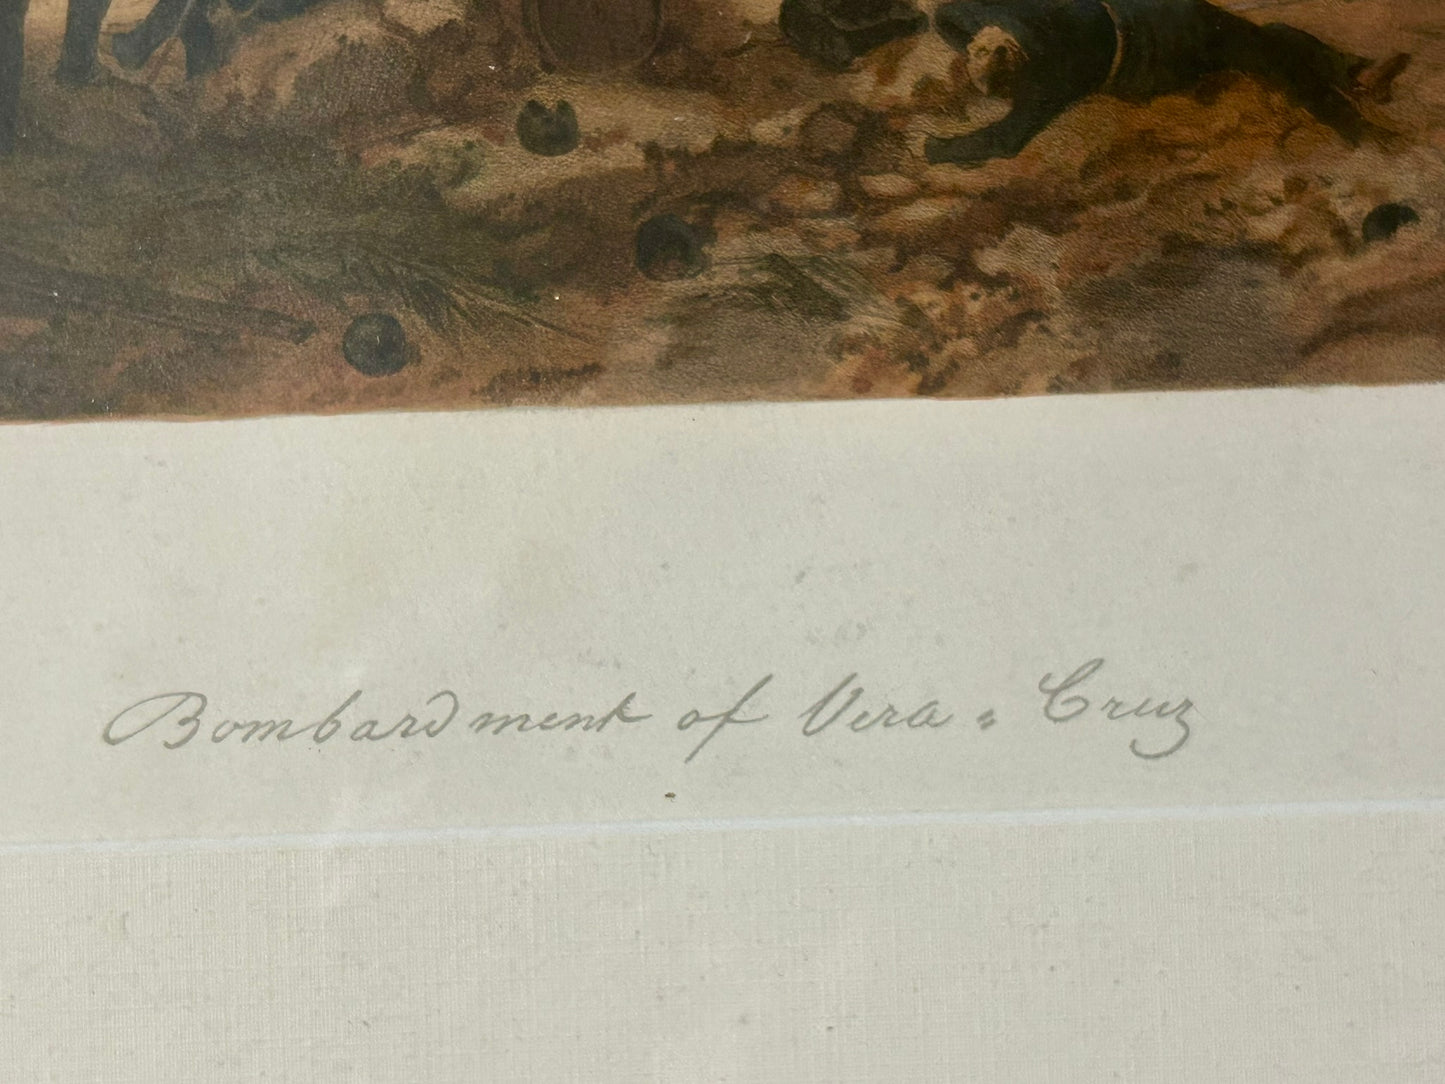 Bombardment of Vera = Cruz